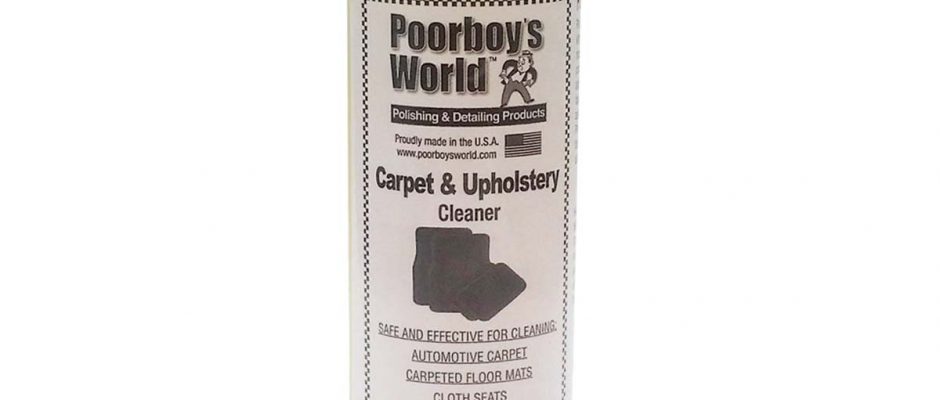 Poorboy's
World™
Polishing & Detailing Products
Proudly made in the U.S.A.
www.poorboysworld.com
Carpet & Upholstery
Cleaner
SAFE AND EFFECTIVE FOR CLEANING:
AUTOMOTIVE CARPET
CARPETED FLOOR MATS
CLOTH SEATS